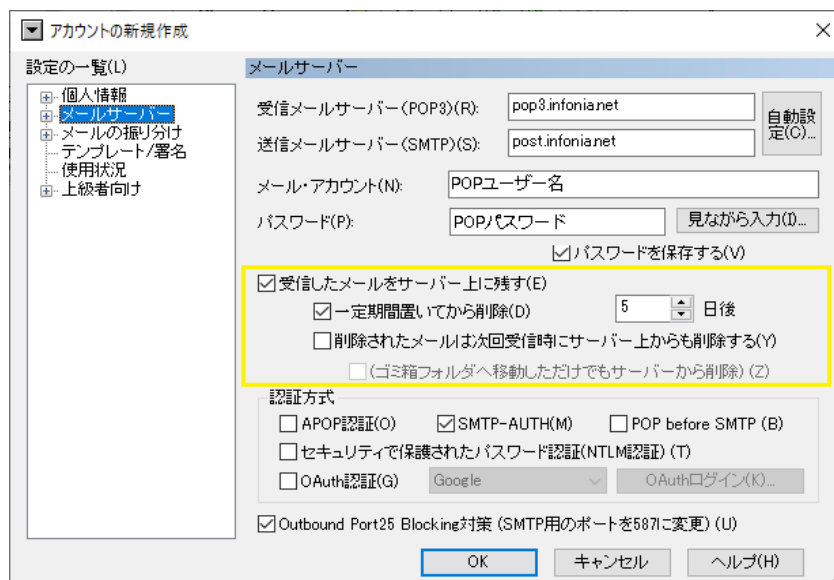 アカウントの新規作成
設定の一覧(L)
個人情報
メールサーバー
メールの振り分け
テンプレート/署名
使用状況
上級者向け
メールサーバー
受信メールサーバー(POP3)(R): pop3.infonia.net
自動設定(C)...
送信メールサーバー(SMTP)(S): post.infonia.net
メール・アカウント(N): POPユーザー名
パスワード(P): POPパスワード 見ながら入力(I)...
パスワードを保存する(V)
受信したメールをサーバー上に残す(E)
一定期間置いてから削除(D) 5 日後
削除されたメールは次回受信時にサーバー上からも削除する(Y)
(ゴミ箱フォルダへ移動しただけでもサーバーから削除) (Z)
認証方式
APOP認証(O) SMTP-AUTH(M) POP before SMTP (B)
セキュリティで保護されたパスワード認証(NTLM認証) (T)
OAuth認証(G) Google OAuthログイン(K)...
Outbound Port25 Blocking対策 (SMTP用のポートを587に変更) (U)
OK キャンセル ヘルプ(H)